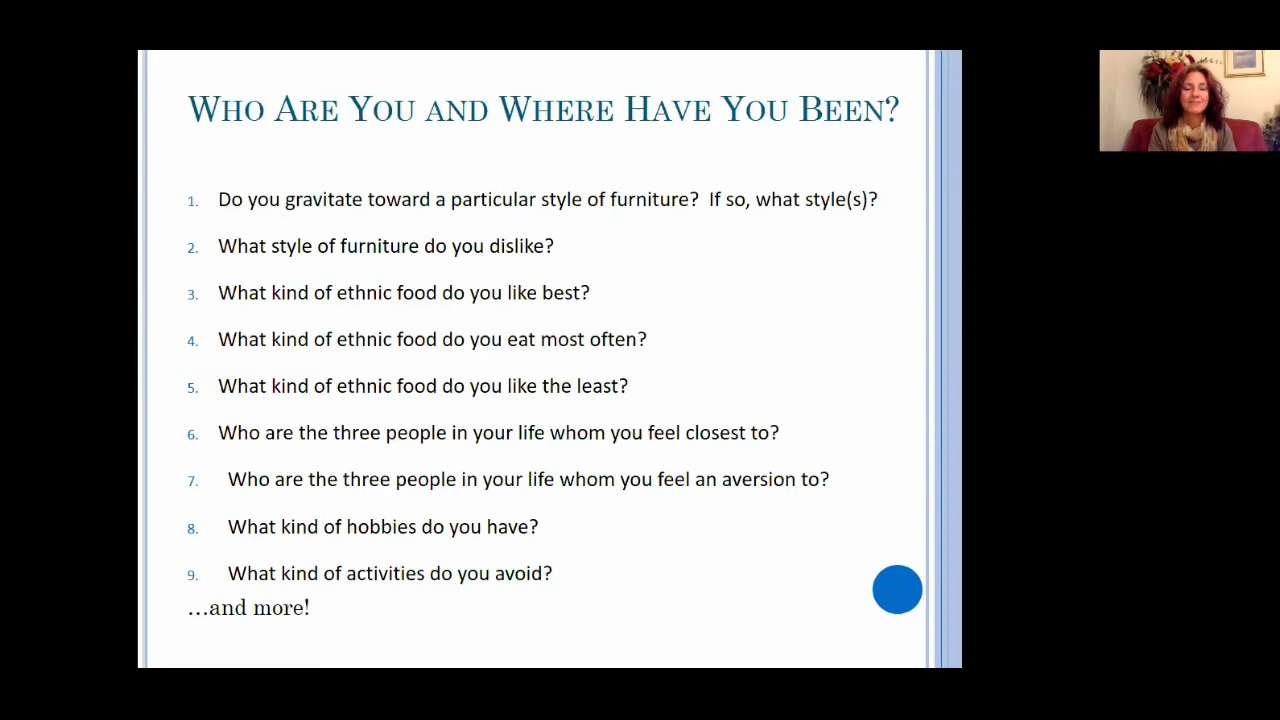 Who Are You and Where Have You Been?
1. Do you gravitate toward a particular style of furniture? If so, what style(s)?
2. What style of furniture do you dislike?
3. What kind of ethnic food do you like best?
4. What kind of ethnic food do you eat most often?
5. What kind of ethnic food do you like the least?
6. Who are the three people in your life whom you feel closest to?
7. Who are the three people in your life whom you feel an aversion to?
8. What kind of hobbies do you have?
9. What kind of activities do you avoid?
...and more!